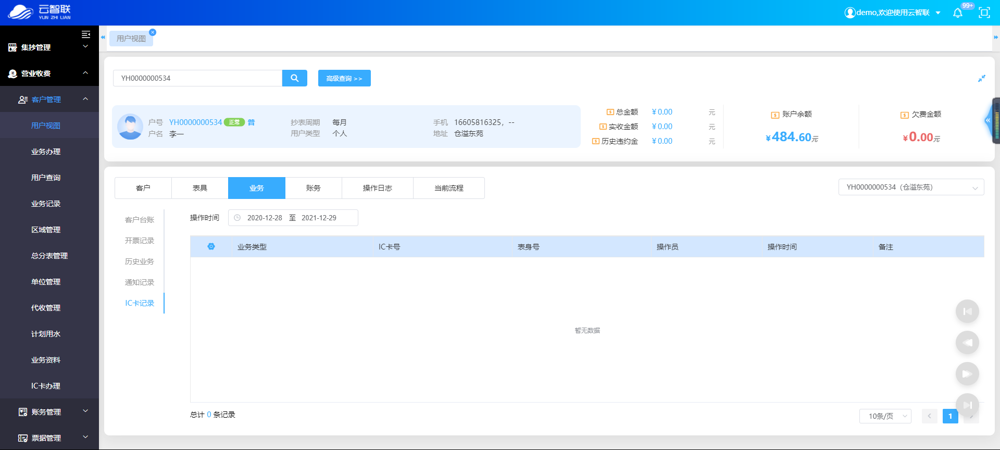 云智联
YUN ZHI LIAN
demo,欢迎使用云智联
99+
集抄管理
营业收费
客户管理
用户视图
业务办理
用户查询
业务记录
区域管理
总分表管理
单位管理
代收管理
计划用水
业务资料
IC卡办理
账务管理
票据管理
用户视图
YH0000000534
高级查询 >>
户号 YH0000000534 正常 普
户名 李一
抄表周期 每月
用户类型 个人
手机 16605816325，--
地址 仓溢东苑
总金额 ¥0.00 元
实收金额 ¥0.00 元
历史违约金 ¥0.00 元
账户余额
¥484.60元
欠费金额
¥0.00元
客户 表具 业务 账务 操作日志 当前流程
YH0000000534（仓溢东苑）
客户台账
开票记录
历史业务
通知记录
IC卡记录
操作时间 2020-12-28 至 2021-12-29
业务类型 IC卡号 表身号 操作员 操作时间 备注
暂无数据
总计 0 条记录
10条/页
1